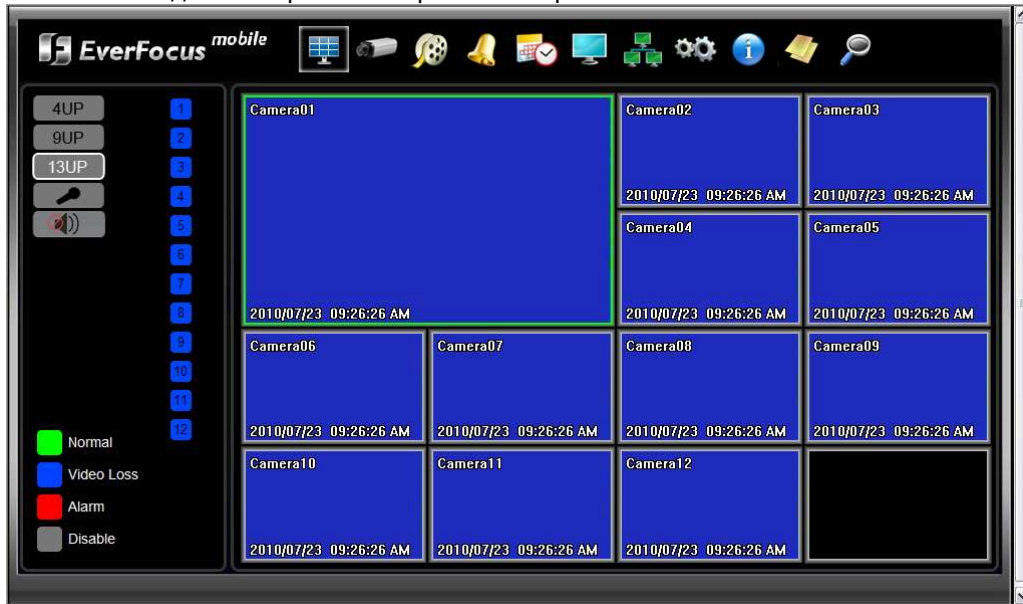 EverFocus mobile
4UP
9UP
13UP
1
2
3
4
5
6
7
8
9
10
11
12
Normal
Video Loss
Alarm
Disable
Camera01
2010/07/23 09:26:26 AM
Camera02
2010/07/23 09:26:26 AM
Camera03
2010/07/23 09:26:26 AM
Camera04
2010/07/23 09:26:26 AM
Camera05
2010/07/23 09:26:26 AM
Camera06
2010/07/23 09:26:26 AM
Camera07
2010/07/23 09:26:26 AM
Camera08
2010/07/23 09:26:26 AM
Camera09
2010/07/23 09:26:26 AM
Camera10
2010/07/23 09:26:26 AM
Camera11
2010/07/23 09:26:26 AM
Camera12
2010/07/23 09:26:26 AM